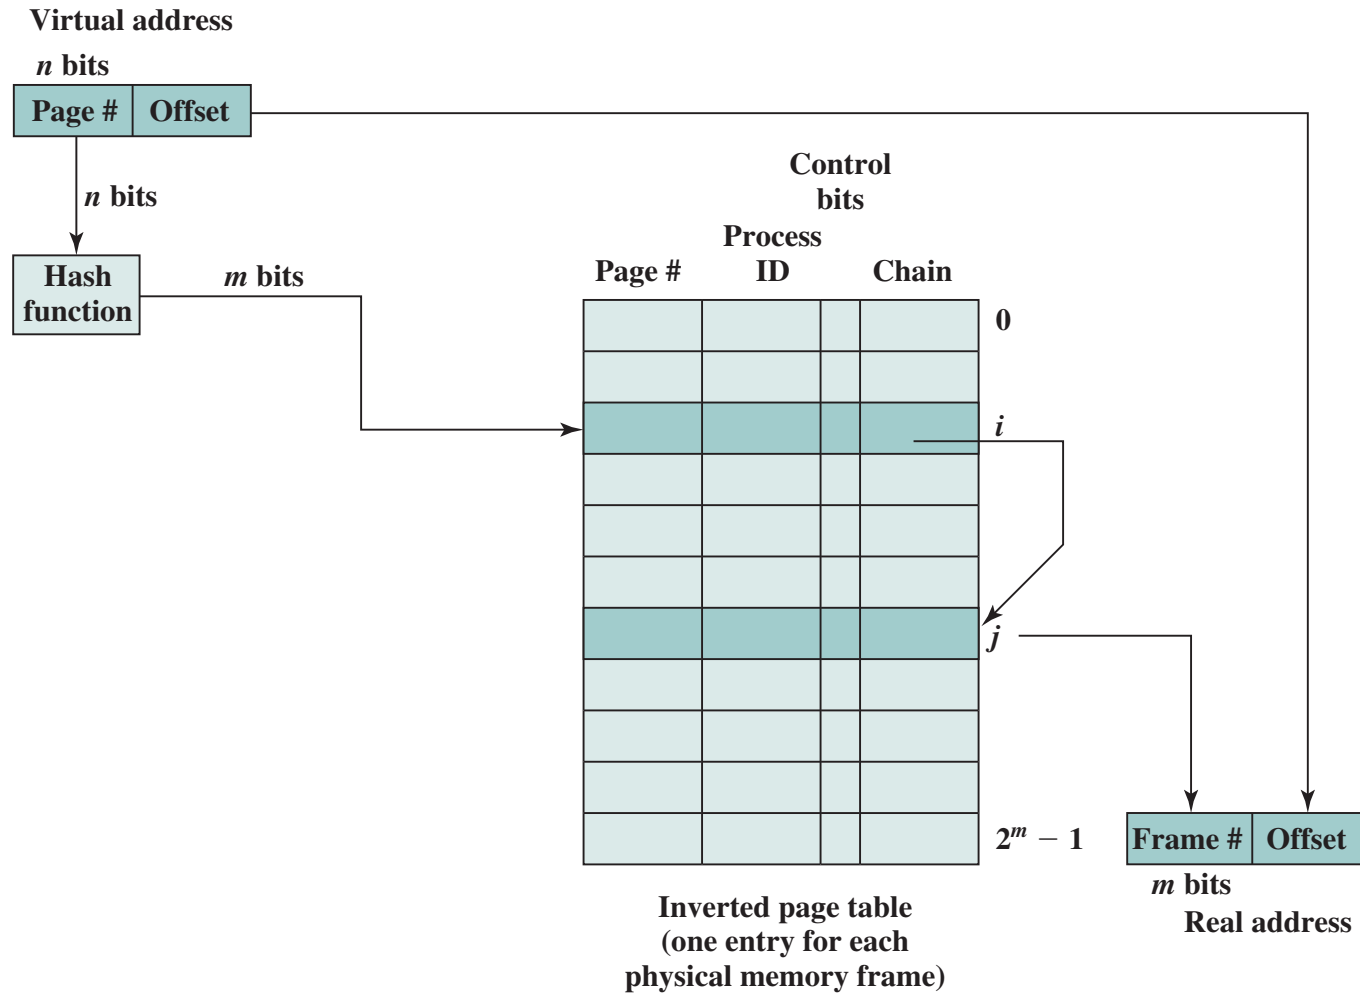 Virtual address
n bits
Page # Offset
n bits
Hash
function
m bits
Control
bits
Process
ID
Page #
Chain
0
i
j
2^m − 1
Frame # Offset
m bits
Real address
Inverted page table
(one entry for each
physical memory frame)